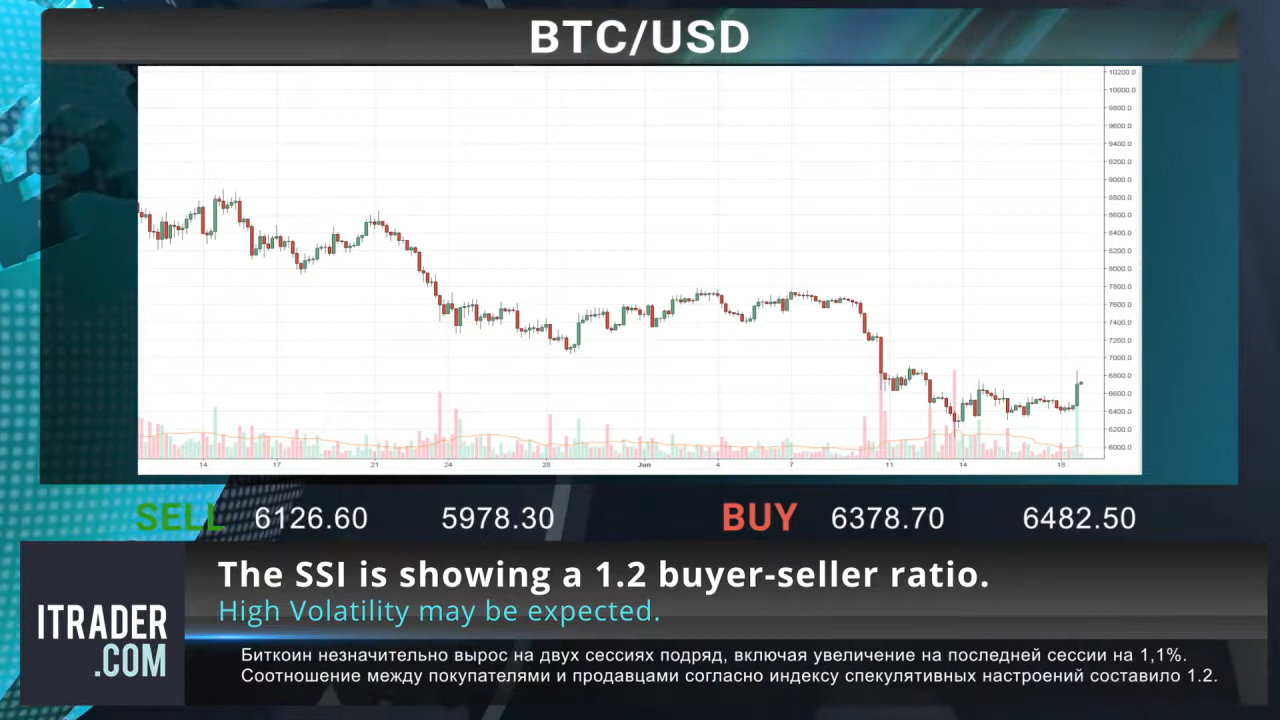 BTC/USD
10200.0
10000.0
9800.0
9600.0
9400.0
9200.0
9000.0
8800.0
8600.0
8400.0
8200.0
8000.0
7800.0
7600.0
7400.0
7200.0
7000.0
6800.0
6600.0
6400.0
6200.0
6000.0
14 17 21 24 28 Jun 4 7 11 14 18
SELL 6126.60 5978.30 BUY 6378.70 6482.50
The SSI is showing a 1.2 buyer-seller ratio.
High Volatility may be expected.
ITRADER
.COM
Биткоин незначительно вырос на двух сессиях подряд, включая увеличение на последней сессии на 1,1%.
Соотношение между покупателями и продавцами согласно индексу спекулятивных настроений составило 1.2.